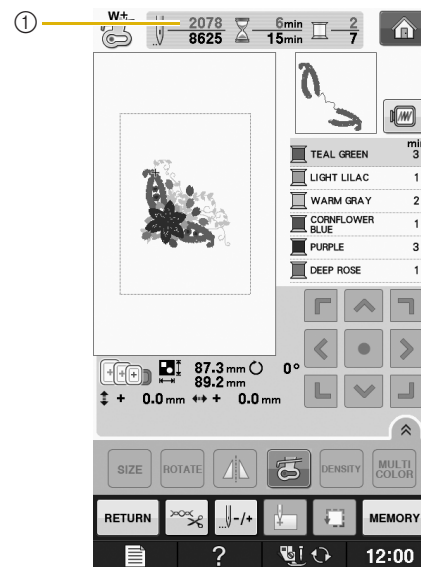 ① W+ 2078 6min 2
8625 15min 7
min
TEAL GREEN 3
LIGHT LILAC 1
WARM GRAY 2
CORNFLOWER
BLUE 1
PURPLE 3
DEEP ROSE 1
87.3 mm 0°
89.2 mm
+ 0.0 mm + 0.0 mm
SIZE ROTATE DENSITY MULTI
COLOR
RETURN -/+ MEMORY
? 12:00